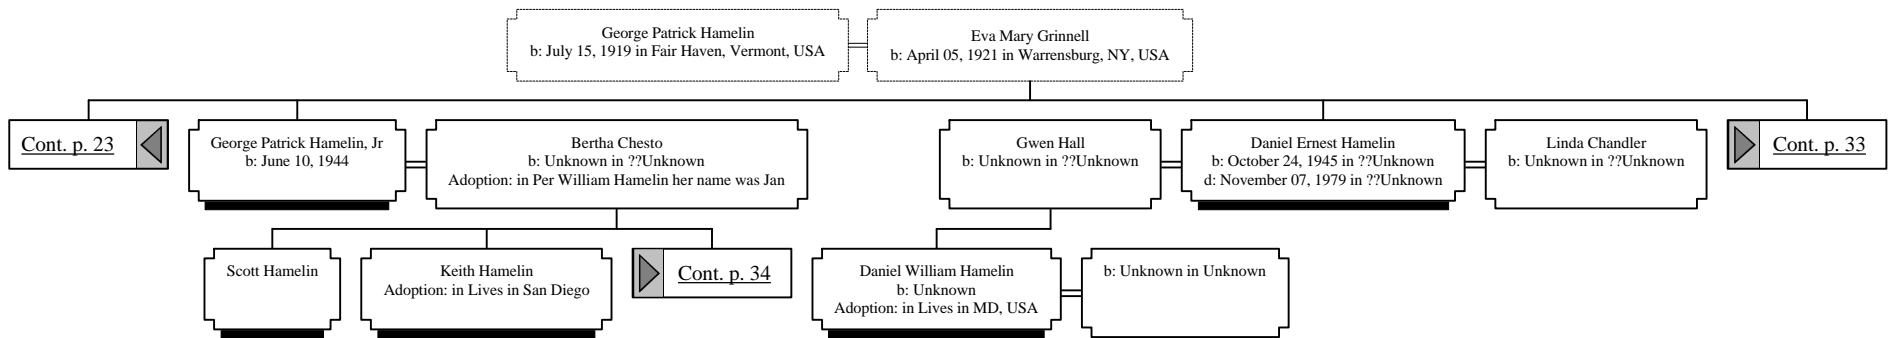 George Patrick Hamelin
b: July 15, 1919 in Fair Haven, Vermont, USA
Eva Mary Grinnell
b: April 05, 1921 in Warrensburg, NY, USA
Cont. p. 23
George Patrick Hamelin, Jr
b: June 10, 1944
Bertha Chesto
b: Unknown in ??Unknown
Adoption: in Per William Hamelin her name was Jan
Gwen Hall
b: Unknown in ??Unknown
Daniel Ernest Hamelin
b: October 24, 1945 in ??Unknown
d: November 07, 1979 in ??Unknown
Linda Chandler
b: Unknown in ??Unknown
Cont. p. 33
Scott Hamelin
Keith Hamelin
Adoption: in Lives in San Diego
Cont. p. 34
Daniel William Hamelin
b: Unknown
Adoption: in Lives in MD, USA
b: Unknown in Unknown